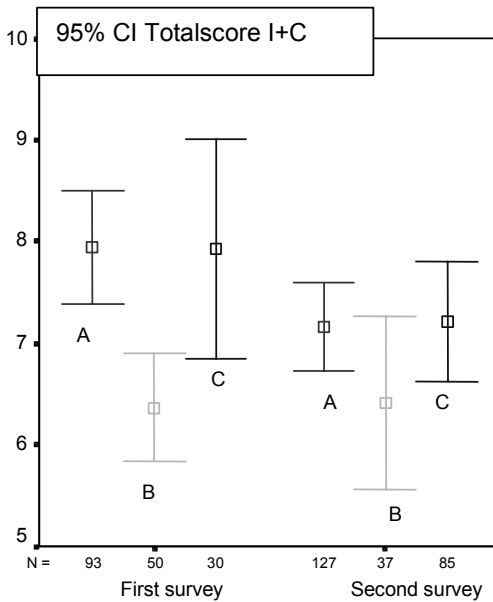 95% CI Totalscore I+C
10
9
8
7
6
5
A
B
C
A
B
C
N = 93 50 30 127 37 85
First survey Second survey